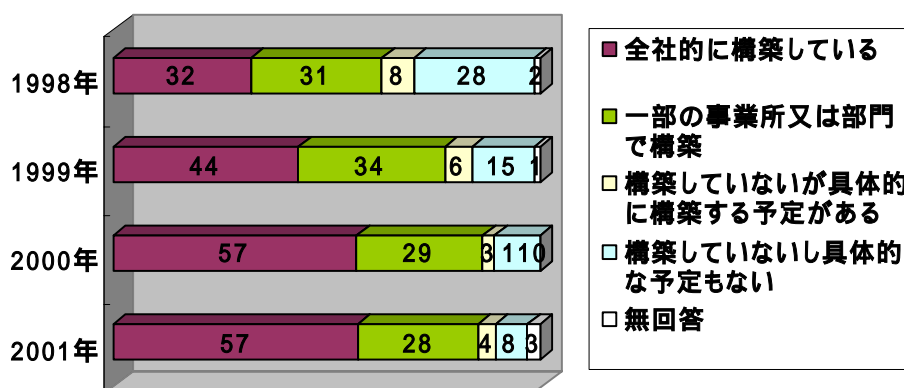 1998年 32 31 8 28 2
1999年 44 34 6 15 1
2000年 57 29 3 11 0
2001年 57 28 4 8 3
全社的に構築している
一部の事業所又は部門
で構築
構築していないが具体的
に構築する予定がある
構築していないし具体的
な予定もない
無回答